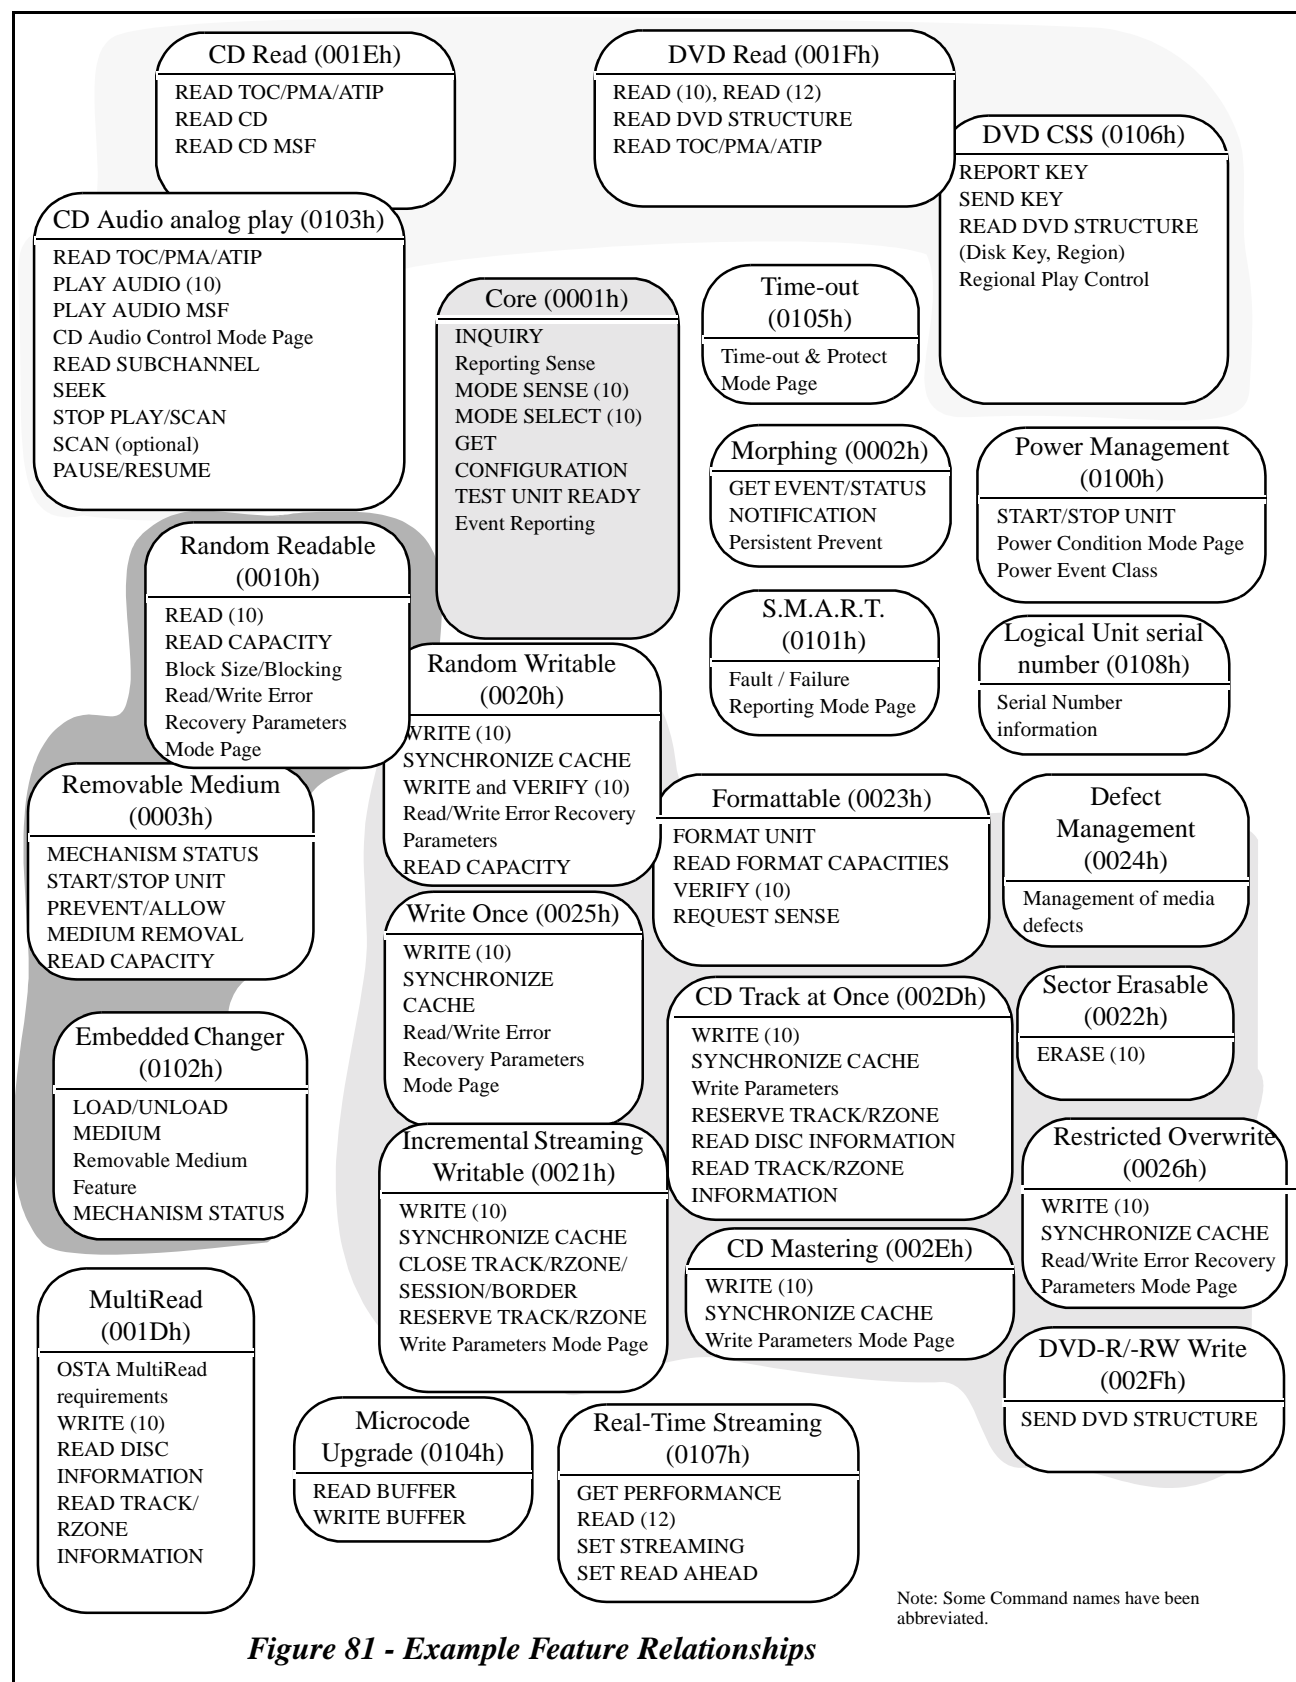 CD Read (001Eh)
READ TOC/PMA/ATIP
READ CD
READ CD MSF
DVD Read (001Fh)
READ (10), READ (12)
READ DVD STRUCTURE
READ TOC/PMA/ATIP
DVD CSS (0106h)
REPORT KEY
SEND KEY
READ DVD STRUCTURE
(Disk Key, Region)
Regional Play Control
CD Audio analog play (0103h)
READ TOC/PMA/ATIP
PLAY AUDIO (10)
PLAY AUDIO MSF
CD Audio Control Mode Page
READ SUBCHANNEL
SEEK
STOP PLAY/SCAN
SCAN (optional)
PAUSE/RESUME
Core (0001h)
INQUIRY
Reporting Sense
MODE SENSE (10)
MODE SELECT (10)
GET
CONFIGURATION
TEST UNIT READY
Event Reporting
Time-out
(0105h)
Time-out & Protect
Mode Page
Morphing (0002h)
GET EVENT/STATUS
NOTIFICATION
Persistent Prevent
Power Management
(0100h)
START/STOP UNIT
Power Condition Mode Page
Power Event Class
Random Readable
(0010h)
READ (10)
READ CAPACITY
Block Size/Blocking
Read/Write Error
Recovery Parameters
Mode Page
S.M.A.R.T.
(0101h)
Fault / Failure
Reporting Mode Page
Logical Unit serial
number (0108h)
Serial Number
information
Random Writable
(0020h)
WRITE (10)
SYNCHRONIZE CACHE
WRITE and VERIFY (10)
Read/Write Error Recovery
Parameters
READ CAPACITY
Removable Medium
(0003h)
MECHANISM STATUS
START/STOP UNIT
PREVENT/ALLOW
MEDIUM REMOVAL
READ CAPACITY
Formattable (0023h)
FORMAT UNIT
READ FORMAT CAPACITIES
VERIFY (10)
REQUEST SENSE
Defect
Management
(0024h)
Management of media
defects
Write Once (0025h)
WRITE (10)
SYNCHRONIZE
CACHE
Read/Write Error
Recovery Parameters
Mode Page
CD Track at Once (002Dh)
WRITE (10)
SYNCHRONIZE CACHE
Write Parameters
RESERVE TRACK/RZONE
READ DISC INFORMATION
READ TRACK/RZONE
INFORMATION
Sector Erasable
(0022h)
ERASE (10)
Embedded Changer
(0102h)
LOAD/UNLOAD
MEDIUM
Removable Medium
Feature
MECHANISM STATUS
Incremental Streaming
Writable (0021h)
WRITE (10)
SYNCHRONIZE CACHE
CLOSE TRACK/RZONE/
SESSION/BORDER
RESERVE TRACK/RZONE
Write Parameters Mode Page
Restricted Overwrite
(0026h)
WRITE (10)
SYNCHRONIZE CACHE
Read/Write Error Recovery
Parameters Mode Page
CD Mastering (002Eh)
WRITE (10)
SYNCHRONIZE CACHE
Write Parameters Mode Page
MultiRead
(001Dh)
OSTA MultiRead
requirements
WRITE (10)
READ DISC
INFORMATION
READ TRACK/
RZONE
INFORMATION
DVD-R/-RW Write
(002Fh)
SEND DVD STRUCTURE
Microcode
Upgrade (0104h)
READ BUFFER
WRITE BUFFER
Real-Time Streaming
(0107h)
GET PERFORMANCE
READ (12)
SET STREAMING
SET READ AHEAD
Note: Some Command names have been
abbreviated.
Figure 81 - Example Feature Relationships